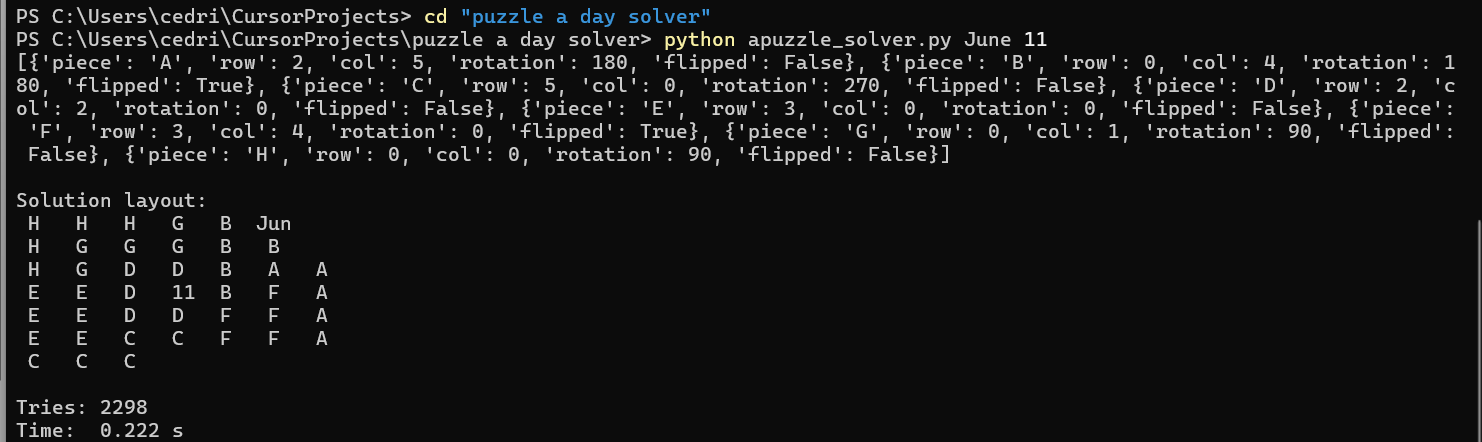 PS C:\Users\cedri\CursorProjects> cd "puzzle a day solver"
PS C:\Users\cedri\CursorProjects\puzzle a day solver> python apuzzle_solver.py June 11
[{'piece': 'A', 'row': 2, 'col': 5, 'rotation': 180, 'flipped': False}, {'piece': 'B', 'row': 0, 'col': 4, 'rotation': 1
80, 'flipped': True}, {'piece': 'C', 'row': 5, 'col': 0, 'rotation': 270, 'flipped': False}, {'piece': 'D', 'row': 2, 'c
ol': 2, 'rotation': 0, 'flipped': False}, {'piece': 'E', 'row': 3, 'col': 0, 'rotation': 0, 'flipped': False}, {'piece':
 'F', 'row': 3, 'col': 4, 'rotation': 0, 'flipped': True}, {'piece': 'G', 'row': 0, 'col': 1, 'rotation': 90, 'flipped':
 False}, {'piece': 'H', 'row': 0, 'col': 0, 'rotation': 90, 'flipped': False}]

Solution layout:
 H   H   H   G   B  Jun
 H   G   G   G   B   B
 H   G   D   D   B   A   A
 E   E   D   11  B   F   A
 E   E   D   D   F   F   A
 E   E   C   C   F   F   A
 C   C   C

Tries: 2298
Time:  0.222 s